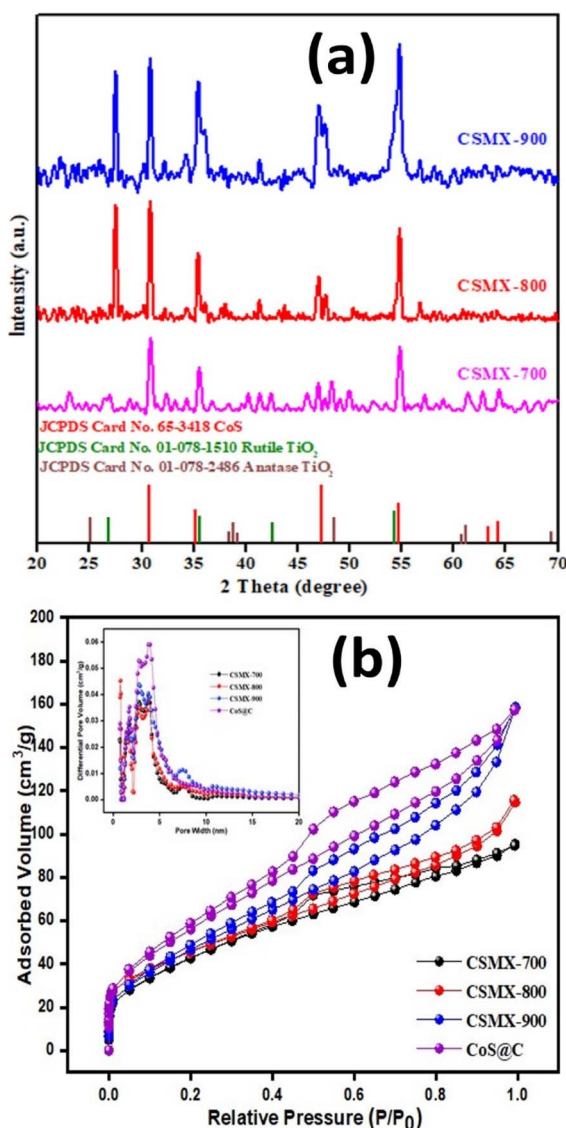 (a)
CSMX-900
CSMX-800
CSMX-700
JCPDS Card No. 65-3418 CoS
JCPDS Card No. 01-078-1510 Rutile TiO₂
JCPDS Card No. 01-078-2486 Anatase TiO₂
Intensity (a.u.)
20 25 30 35 40 45 50 55 60 65 70
2 Theta (degree)
(b)
200
180
160
140
120
100
80
60
40
20
0
Adsorbed Volume (cm³/g)
0.06
0.05
0.04
0.03
0.02
0.01
0.00
Differential Pore Volume (cm³/g)
CSMX-700
CSMX-800
CSMX-900
CoS@C
0 5 10 15 20
Pore Width (nm)
CSMX-700
CSMX-800
CSMX-900
CoS@C
0.0 0.2 0.4 0.6 0.8 1.0
Relative Pressure (P/P₀)